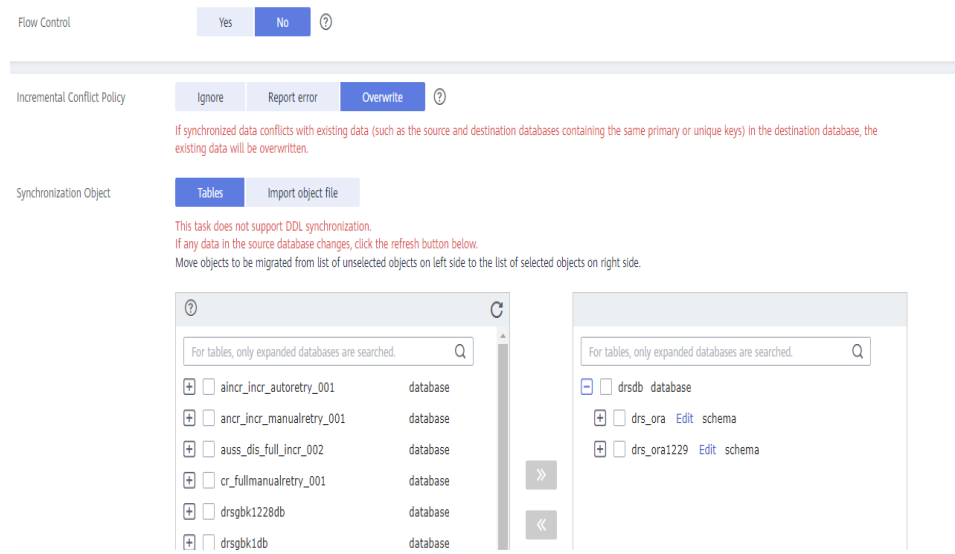 Flow Control Yes No ?
Incremental Conflict Policy Ignore Report error Overwrite ?
If synchronized data conflicts with existing data (such as the source and destination databases containing the same primary or unique keys) in the destination database, the
existing data will be overwritten.
Synchronization Object Tables Import object file
This task does not support DDL synchronization.
If any data in the source database changes, click the refresh button below.
Move objects to be migrated from list of unselected objects on left side to the list of selected objects on right side.
?
For tables, only expanded databases are searched.
aincr_incr_autoretry_001 database
ancr_incr_manualretry_001 database
auss_dis_full_incr_002 database
cr_fullmanualretry_001 database
drsgbk1228db database
drsgbk1db database
» 
«
For tables, only expanded databases are searched.
drsdb database
drs_ora Edit schema
drs_ora1229 Edit schema